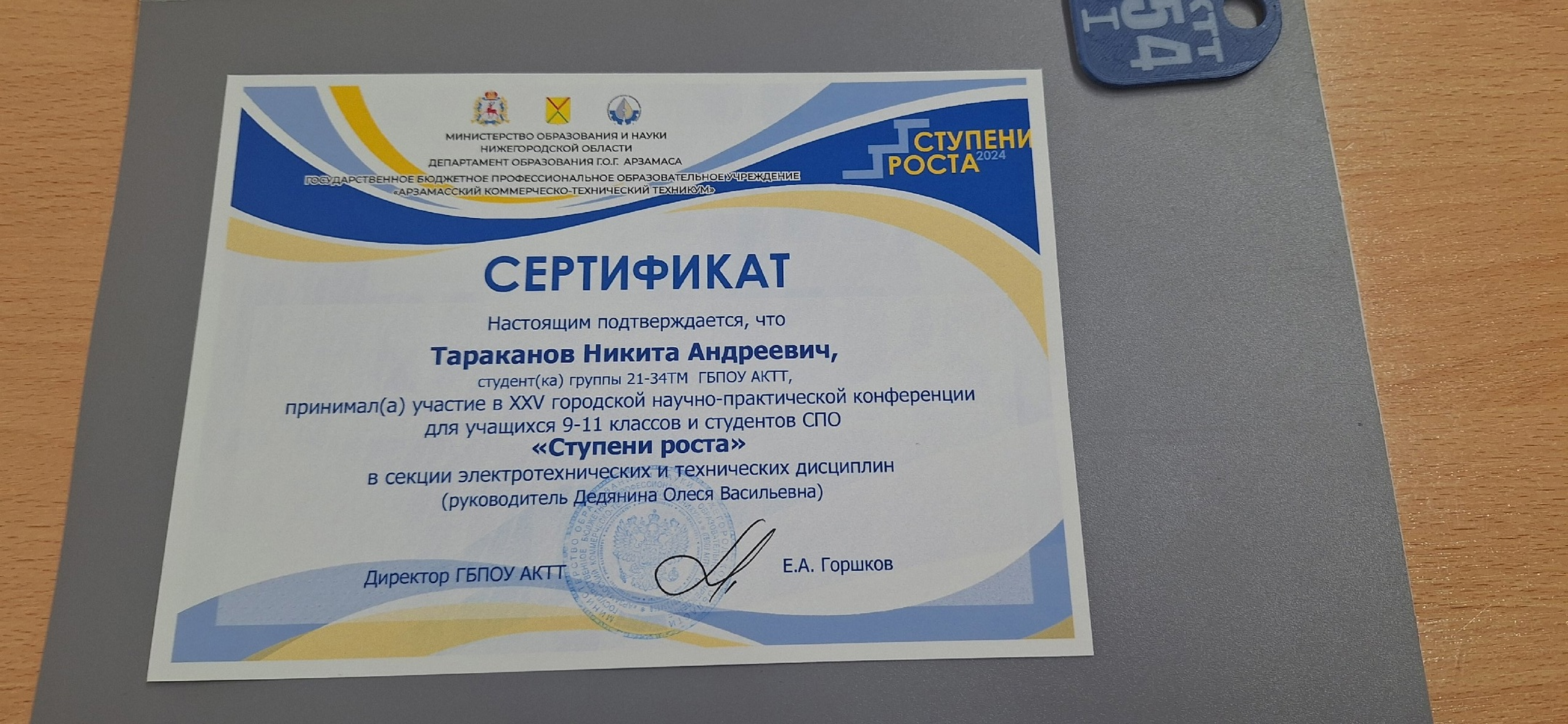 МИНИСТЕРСТВО ОБРАЗОВАНИЯ И НАУКИ
НИЖЕГОРОДСКОЙ ОБЛАСТИ
ДЕПАРТАМЕНТ ОБРАЗОВАНИЯ Г.О.Г. АРЗАМАСА
ГОСУДАРСТВЕННОЕ БЮДЖЕТНОЕ ПРОФЕССИОНАЛЬНОЕ ОБРАЗОВАТЕЛЬНОЕ УЧРЕЖДЕНИЕ
«АРЗАМАССКИЙ КОММЕРЧЕСКО-ТЕХНИЧЕСКИЙ ТЕХНИКУМ»
СТУПЕНИ
РОСТА 2024
СЕРТИФИКАТ
Настоящим подтверждается, что
Тараканов Никита Андреевич,
студент(ка) группы 21-34ТМ ГБПОУ АКТТ,
принимал(а) участие в XXV городской научно-практической конференции
для учащихся 9-11 классов и студентов СПО
«Ступени роста»
в секции электротехнических и технических дисциплин
(руководитель Дедянина Олеся Васильевна)
Директор ГБПОУ АКТТ
Е.А. Горшков
54
I